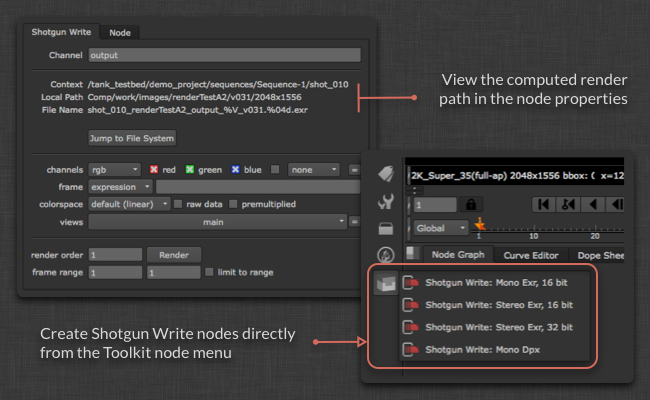 Shotgun Write Node
Channel output
Context /tank_testbed/demo_project/sequences/Sequence-1/shot_010
Local Path Comp/work/images/renderTestA2/v031/2048x1556
File Name shot_010_renderTestA2_output_%V_v031.%04d.exr
Jump to File System
View the computed render
path in the node properties
channels rgb red green blue none =
frame expression
colorspace default (linear) raw data premultiplied
views main =
render order 1 Render
frame range 1 1 limit to range
2K_Super_35(full-ap) 2048x1556 bbox: ( x=12
1
Global 1 10 20
Node Graph Curve Editor Dope Shee
Shotgun Write: Mono Exr, 16 bit
Shotgun Write: Stereo Exr, 16 bit
Shotgun Write: Stereo Exr, 32 bit
Shotgun Write: Mono Dpx
Create Shotgun Write nodes directly
from the Toolkit node menu